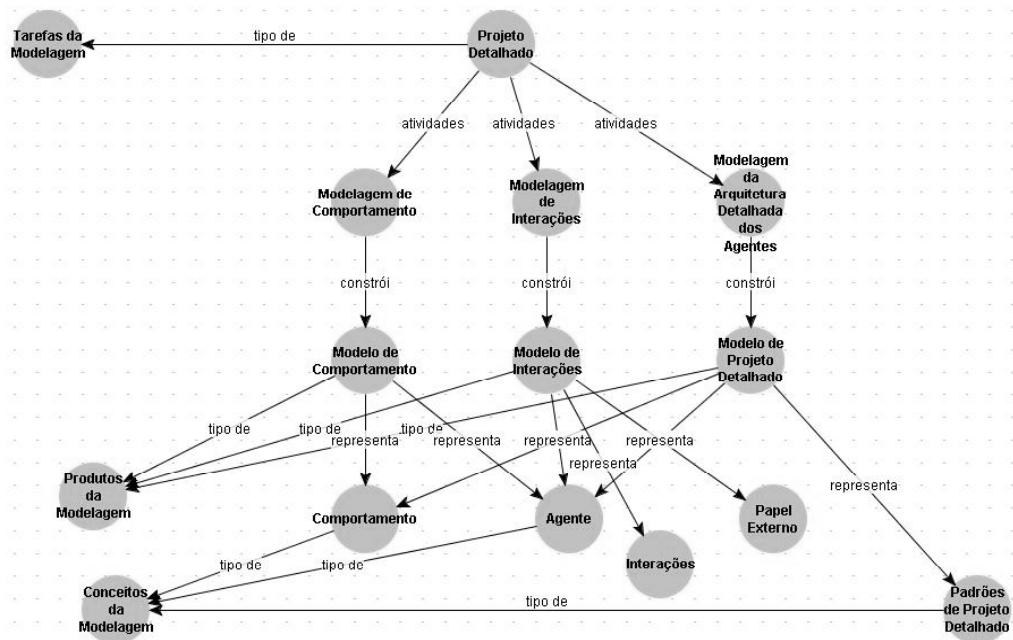 Tarefas da
Modelagem
tipo de
Projeto
Detalhado
atividades
atividades
atividades
Modelagem de
Comportamento
Modelagem
de
Interações
Modelagem
da
Arquitetura
Detalhada
dos
Agentes
constrói
constrói
constrói
Modelo de
Comportamento
Modelo de
Interações
Modelo de
Projeto
Detalhado
tipo de
tipo de
tipo de
representa
representa
representa
representa
representa
representa
Produtos
da
Modelagem
Comportamento
Agente
Papel
Externo
Interações
tipo de
tipo de
Conceitos
da
Modelagem
tipo de
Padrões
de Projeto
Detalhado